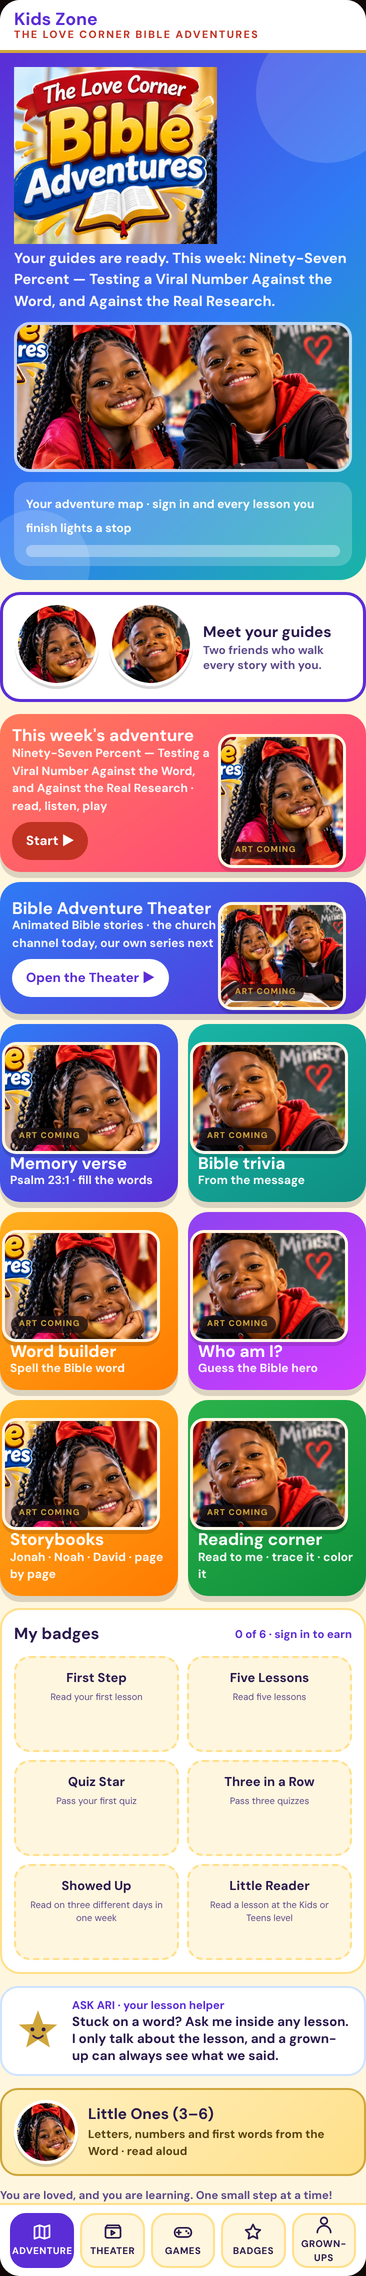 Kids Zone
THE LOVE CORNER BIBLE ADVENTURES
The Love Corner
Bible
Adventures
Your guides are ready. This week: Ninety-Seven
Percent — Testing a Viral Number Against the
Word, and Against the Real Research.
res
Your adventure map · sign in and every lesson you
finish lights a stop
Meet your guides
Two friends who walk
every story with you.
This week's adventure
Ninety-Seven Percent — Testing a
Viral Number Against the Word,
and Against the Real Research ·
read, listen, play
Start ▶
res
ART COMING
Bible Adventure Theater
Animated Bible stories · the church
channel today, our own series next
Open the Theater ▶
ART COMING
res
ART COMING
Memory verse
Psalm 23:1 · fill the words
Ministr
ART COMING
Bible trivia
From the message
res
ART COMING
Word builder
Spell the Bible word
Ministr
ART COMING
Who am I?
Guess the Bible hero
res
ART COMING
Storybooks
Jonah · Noah · David · page
by page
Ministr
ART COMING
Reading corner
Read to me · trace it · color
it
My badges
0 of 6 · sign in to earn
First Step
Read your first lesson
Five Lessons
Read five lessons
Quiz Star
Pass your first quiz
Three in a Row
Pass three quizzes
Showed Up
Read on three different days in
one week
Little Reader
Read a lesson at the Kids or
Teens level
ASK ARI · your lesson helper
Stuck on a word? Ask me inside any lesson.
I only talk about the lesson, and a grown-
up can always see what we said.
Little Ones (3–6)
Letters, numbers and first words from the
Word · read aloud
You are loved, and you are learning. One small step at a time!
ADVENTURE
THEATER
GAMES
BADGES
GROWN-
UPS